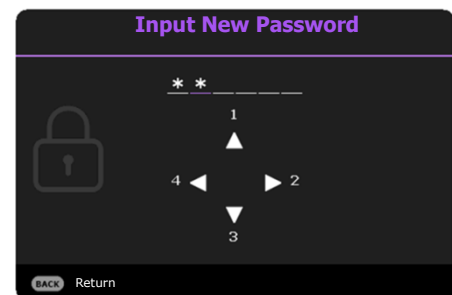 Input New Password
* * _ _ _ _
1
4 2
3
BACK Return